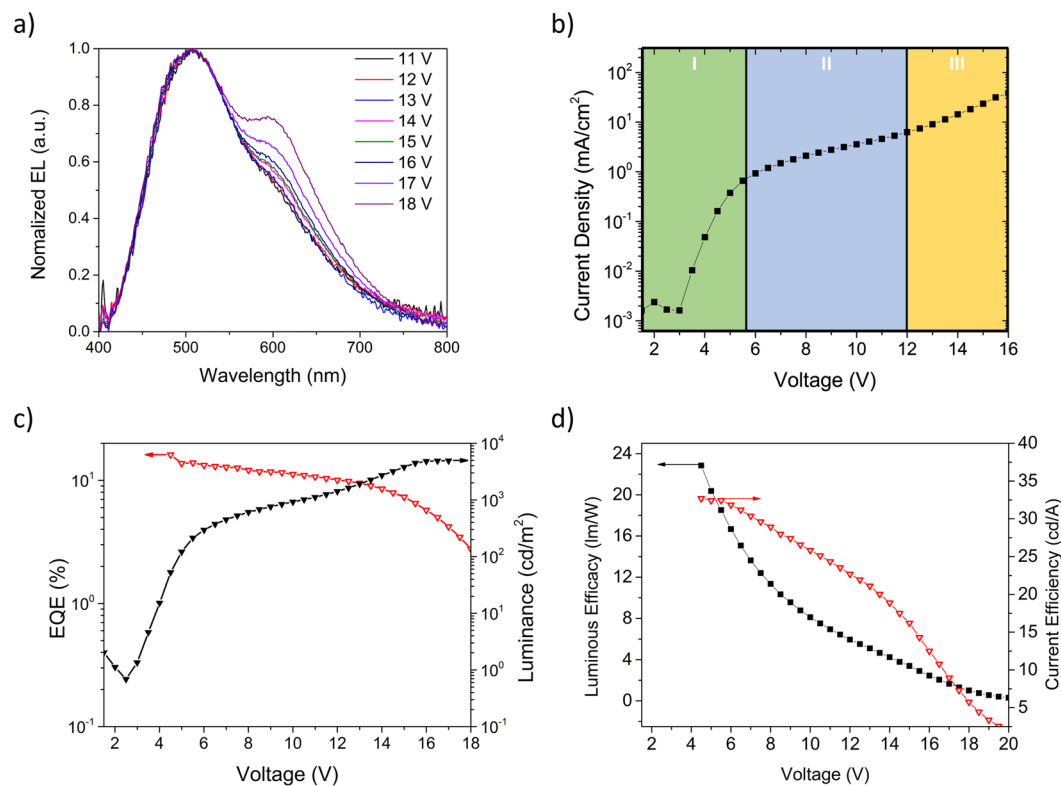 a)
1.0
0.8
0.6
0.4
0.2
0.0
Nomalized EL (a.u.)
400 500 600 700 800
Wavelength (nm)
11 V
12 V
13 V
14 V
15 V
16 V
17 V
18 V
b)
I II III
10²
10¹
10⁰
10⁻¹
10⁻²
10⁻³
Current Density (mA/cm²)
2 4 6 8 10 12 14 16
Voltage (V)
c)
10¹
10⁰
10⁻¹
EQE (%)
10⁴
10³
10²
10¹
10⁰
10⁻¹
Luminance (cd/m²)
2 4 6 8 10 12 14 16 18
Voltage (V)
d)
24
20
16
12
8
4
0
Luminous Efficacy (lm/W)
40
35
30
25
20
15
10
5
Current Efficiency (cd/A)
2 4 6 8 10 12 14 16 18 20
Voltage (V)